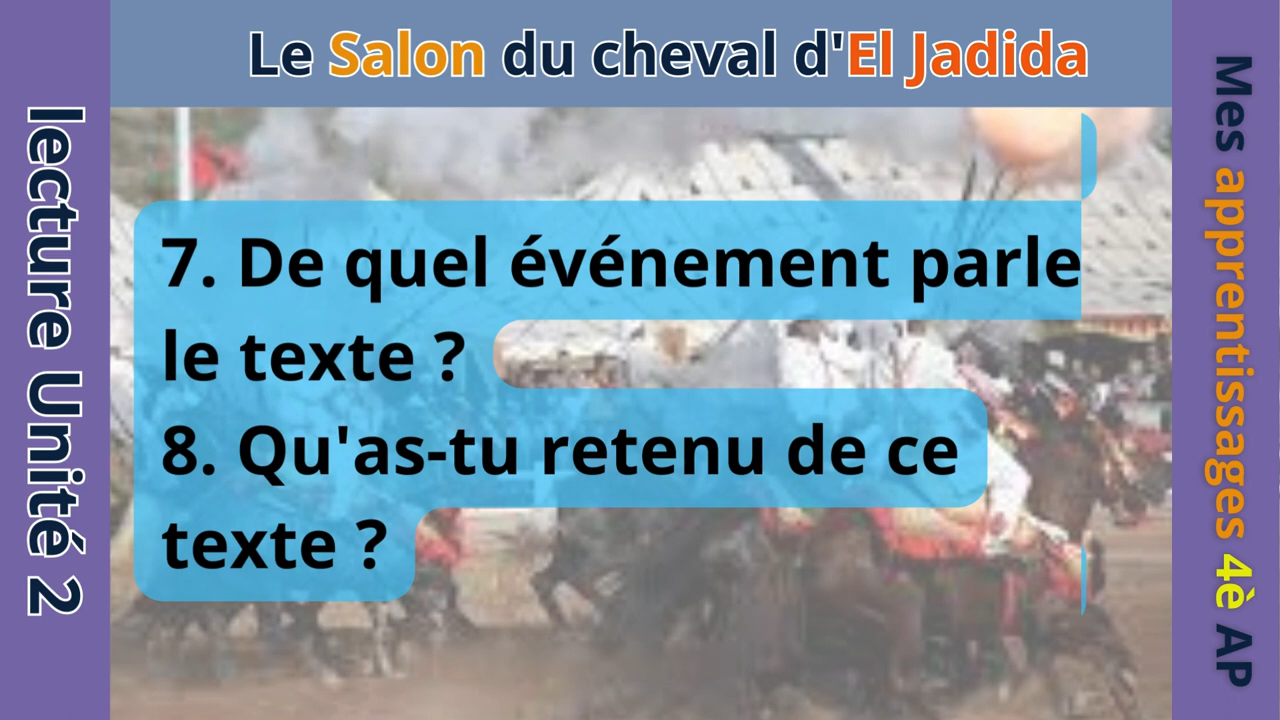 Le Salon du cheval d'El Jadida
lecture Unité 2
7. De quel événement parle
le texte ?
8. Qu'as-tu retenu de ce
texte ?
Mes apprentissages 4è AP